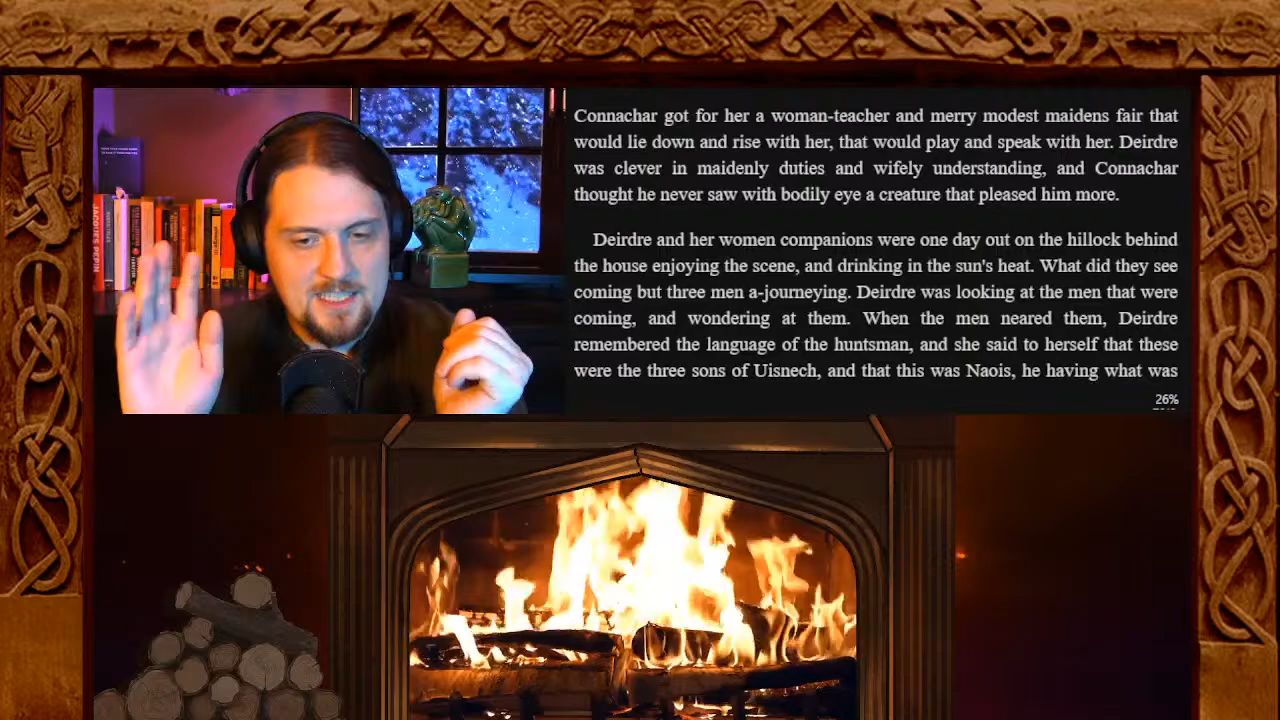 Connachar got for her a woman-teacher and merry modest maidens fair that
would lie down and rise with her, that would play and speak with her. Deirdre
was clever in maidenly duties and wifely understanding, and Connachar
thought he never saw with bodily eye a creature that pleased him more.
Deirdre and her women companions were one day out on the hillock behind
the house enjoying the scene, and drinking in the sun's heat. What did they see
coming but three men a-journeying. Deirdre was looking at the men that were
coming, and wondering at them. When the men neared them, Deirdre
remembered the language of the huntsman, and she said to herself that these
were the three sons of Uisnech, and that this was Naois, he having what was
26%
JACQUES PEPIN